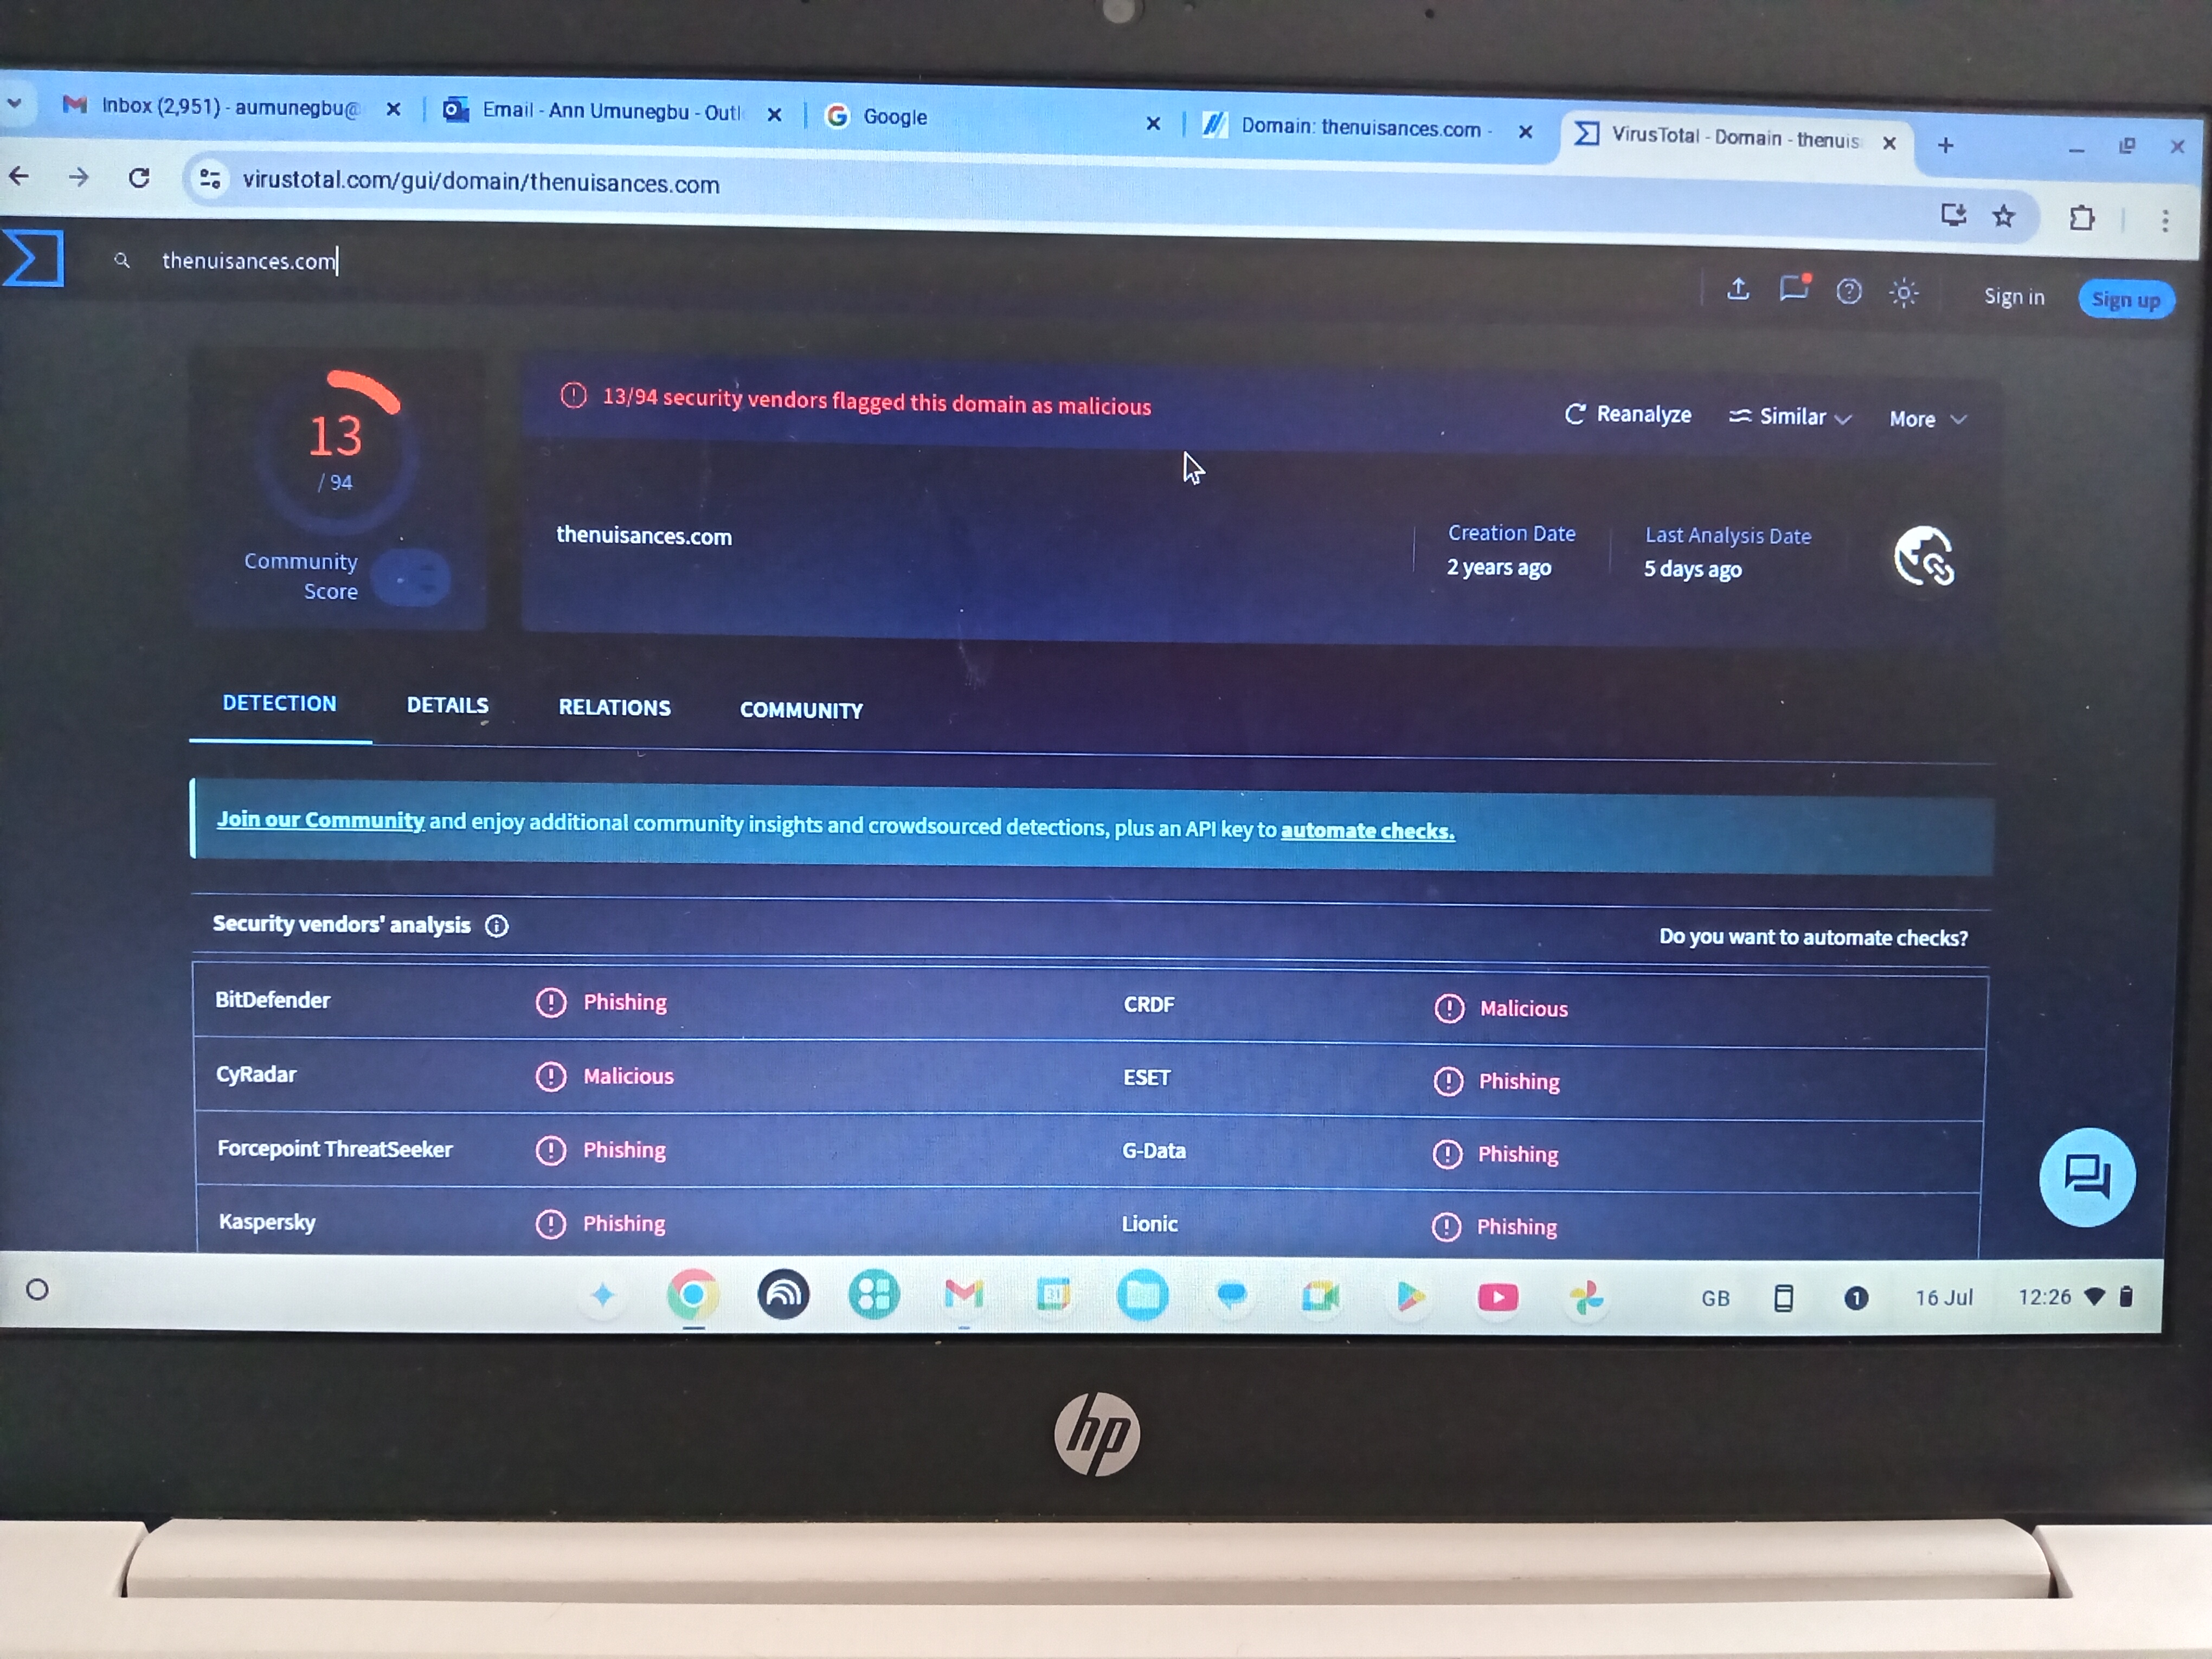 Inbox (2,951) - aumunegbu@
Email - Ann Umunegbu - Outl
Google
Domain: thenuisances.com -
VirusTotal - Domain - thenuis
virustotal.com/gui/domain/thenuisances.com
thenuisances.com
Sign in
Sign up
13
/ 94
Community
Score
13/94 security vendors flagged this domain as malicious
Reanalyze
Similar
More
thenuisances.com
Creation Date
2 years ago
Last Analysis Date
5 days ago
DETECTION
DETAILS
RELATIONS
COMMUNITY
Join our Community and enjoy additional community insights and crowdsourced detections, plus an API key to automate checks.
Security vendors' analysis
Do you want to automate checks?
BitDefender Phishing CRDF Malicious
CyRadar Malicious ESET Phishing
Forcepoint ThreatSeeker Phishing G-Data Phishing
Kaspersky Phishing Lionic Phishing
31
GB
1
16 Jul
12:26
hp